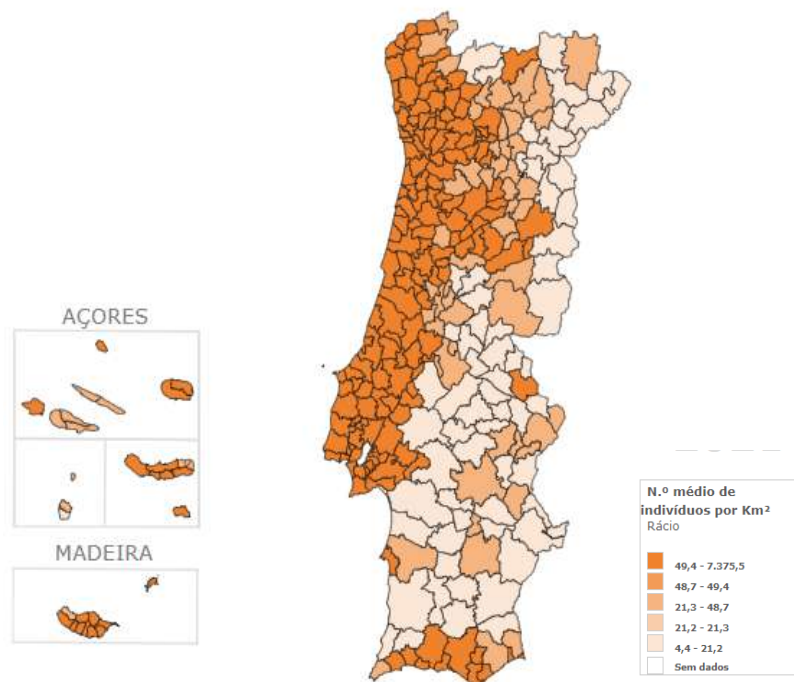 AÇORES
MADEIRA
N.º médio de
indivíduos por Km²
Rácio
49,4 - 7.375,5
48,7 - 49,4
21,3 - 48,7
21,2 - 21,3
4,4 - 21,2
Sem dados